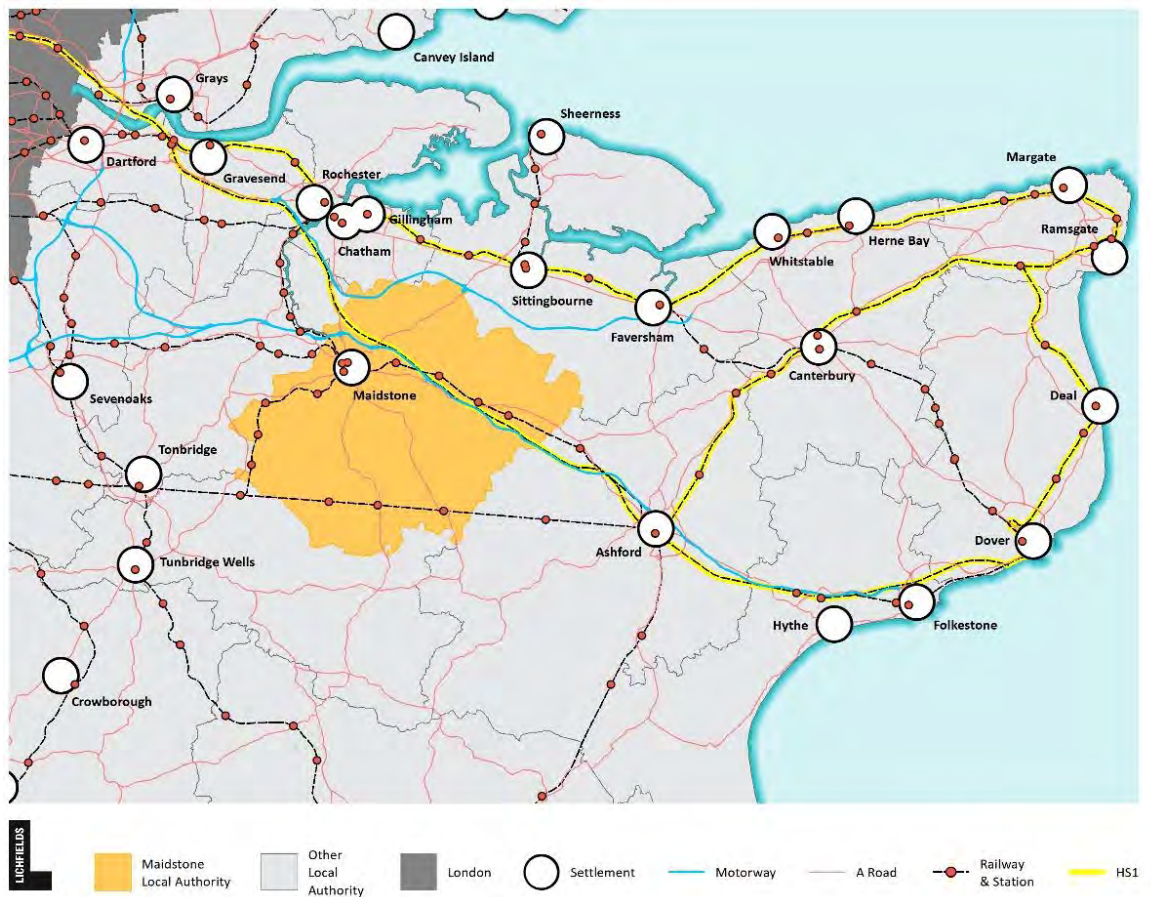 Canvey Island
Grays
Sheerness
Dartford
Gravesend
Rochester
Margate
Gillingham
Chatham
Ramsgate
Herne Bay
Whitstable
Sittingbourne
Faversham
Canterbury
Maidstone
Sevenoaks
Deal
Tonbridge
Ashford
Dover
Tunbridge Wells
Hythe
Folkestone
Crowborough
LICHFIELDS
Maidstone
Local Authority
Other
Local
Authority
London
Settlement
Motorway
A Road
Railway
& Station
HS1